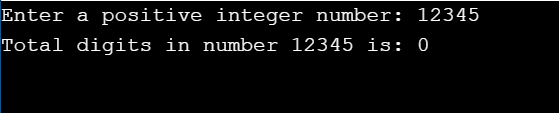 Enter a positive integer number: 12345
Total digits in number 12345 is: 0